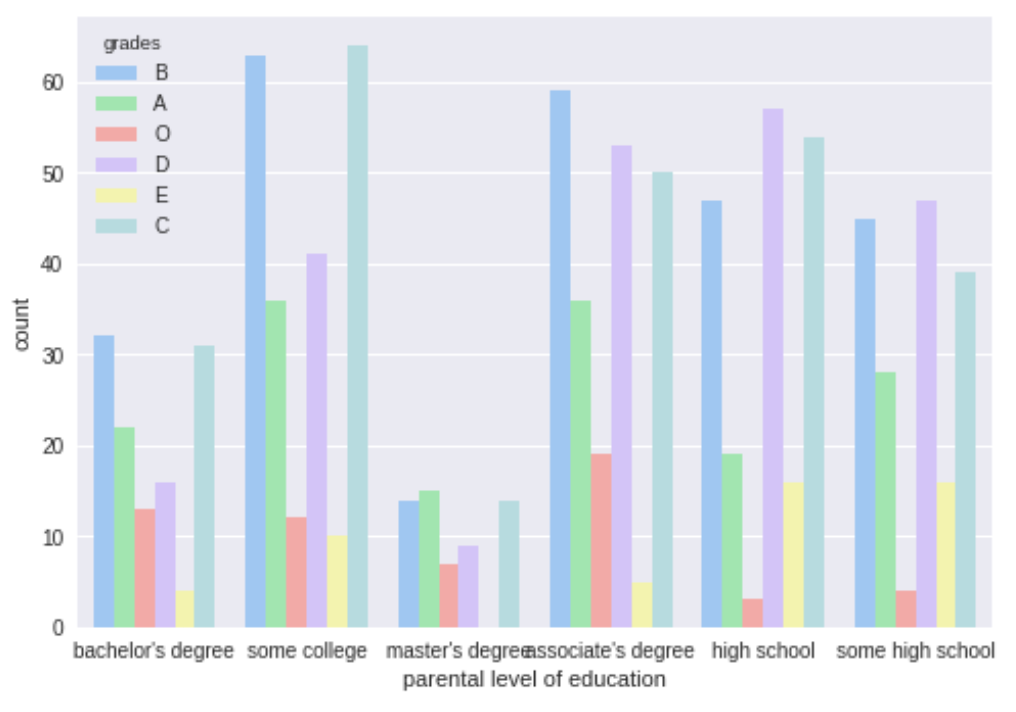 grades
B
A
O
D
E
C
60
50
40
30
20
10
0
count
bachelor's degree some college master's degree associate's degree high school some high school
parental level of education